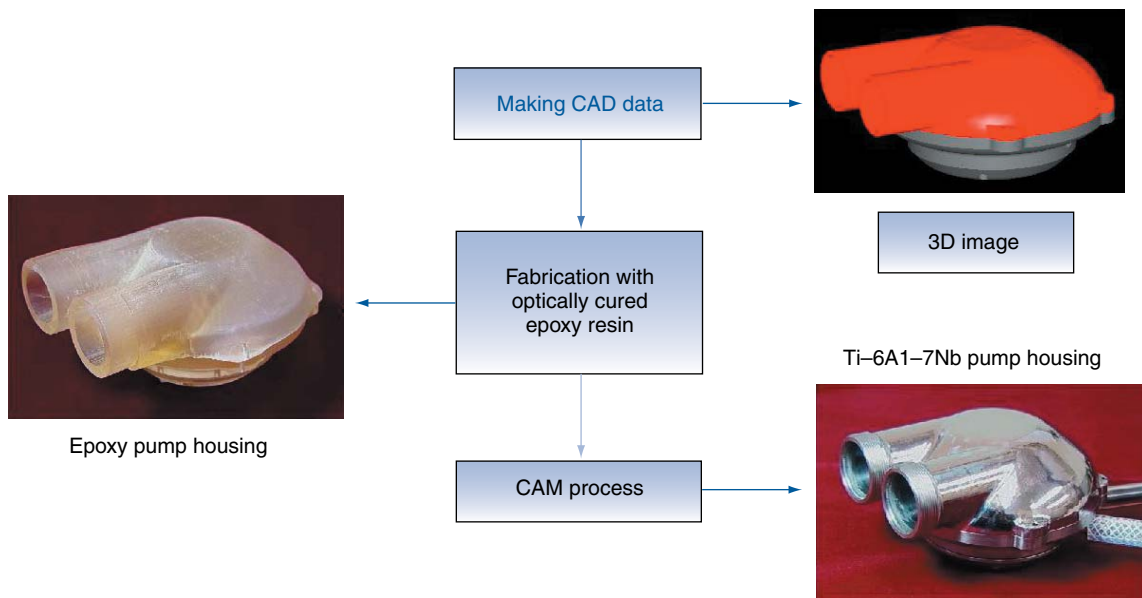 Making CAD data
3D image
Fabrication with
optically cured
epoxy resin
Epoxy pump housing
Ti–6A1–7Nb pump housing
CAM process